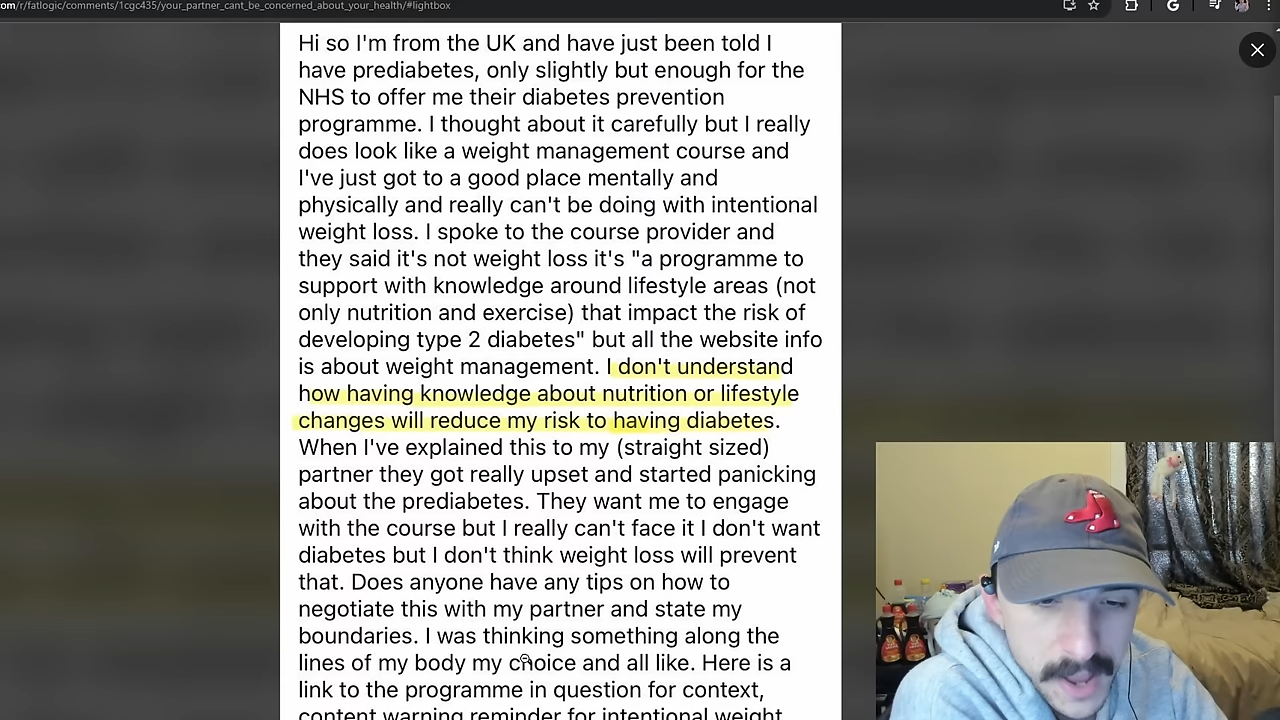 com/r/fatlogic/comments/1cgc435/your_partner_cant_be_concerned_about_your_health/#lightbox
Hi so I'm from the UK and have just been told I
have prediabetes, only slightly but enough for the
NHS to offer me their diabetes prevention
programme. I thought about it carefully but I really
does look like a weight management course and
I've just got to a good place mentally and
physically and really can't be doing with intentional
weight loss. I spoke to the course provider and
they said it's not weight loss it's "a programme to
support with knowledge around lifestyle areas (not
only nutrition and exercise) that impact the risk of
developing type 2 diabetes" but all the website info
is about weight management. I don't understand
how having knowledge about nutrition or lifestyle
changes will reduce my risk to having diabetes.
When I've explained this to my (straight sized)
partner they got really upset and started panicking
about the prediabetes. They want me to engage
with the course but I really can't face it I don't want
diabetes but I don't think weight loss will prevent
that. Does anyone have any tips on how to
negotiate this with my partner and state my
boundaries. I was thinking something along the
lines of my body my choice and all like. Here is a
link to the programme in question for context,
content warning reminder for intentional weight